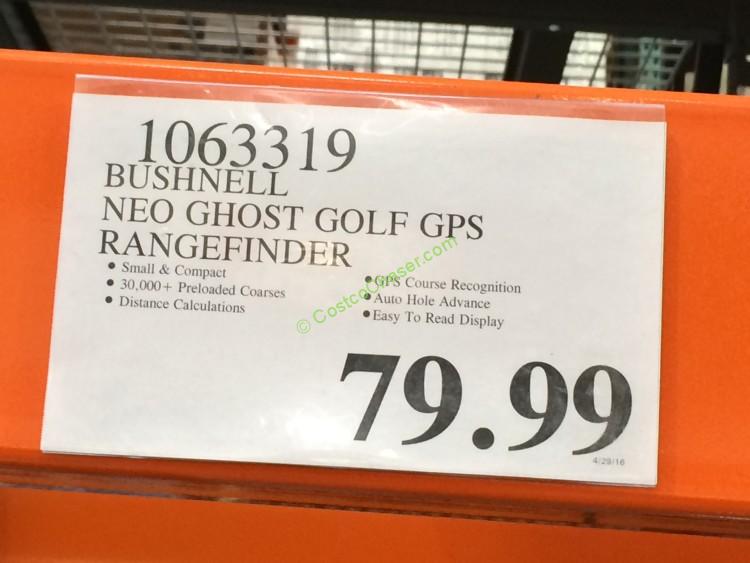 1063319
BUSHNELL
NEO GHOST GOLF GPS
RANGEFINDER
• Small & Compact
• 30,000+ Preloaded Coarses
• Distance Calculations
• GPS Course Recognition
• Auto Hole Advance
• Easy To Read Display
© CostcoChaser.com
79.99
4/29/16